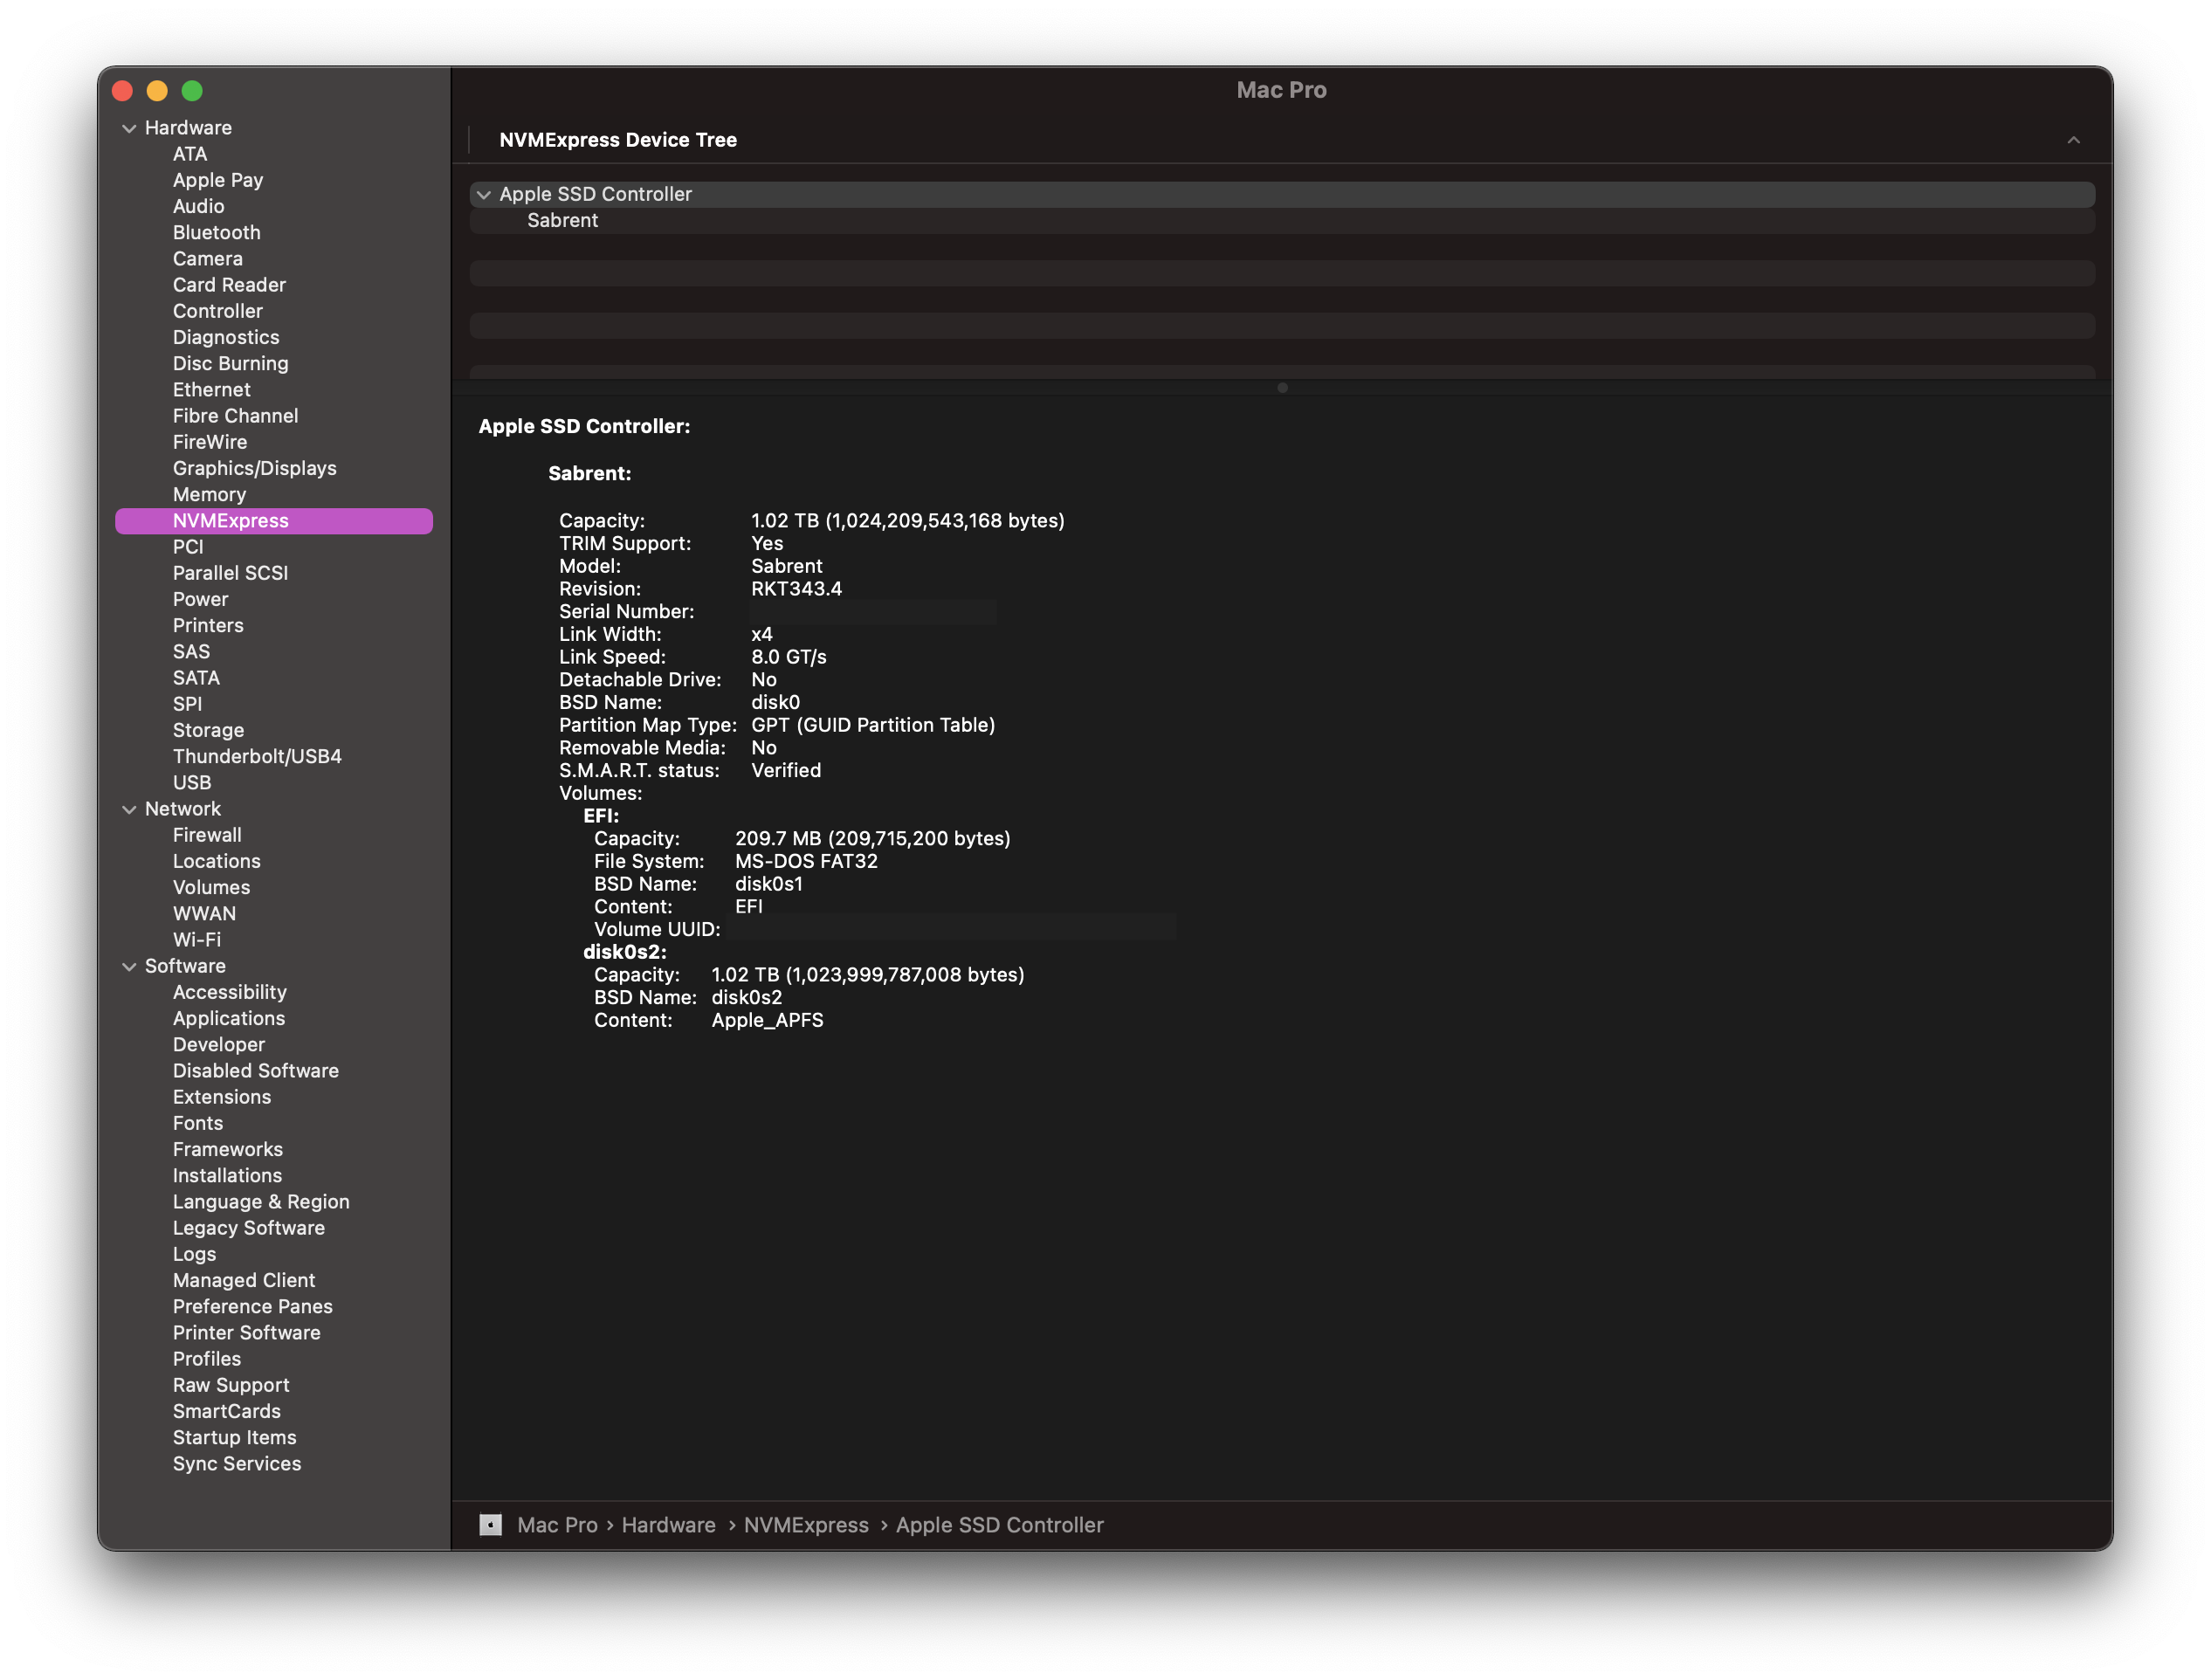 Hardware
ATA
Apple Pay
Audio
Bluetooth
Camera
Card Reader
Controller
Diagnostics
Disc Burning
Ethernet
Fibre Channel
FireWire
Graphics/Displays
Memory
NVMExpress
PCI
Parallel SCSI
Power
Printers
SAS
SATA
SPI
Storage
Thunderbolt/USB4
USB
Network
Firewall
Locations
Volumes
WWAN
Wi-Fi
Software
Accessibility
Applications
Developer
Disabled Software
Extensions
Fonts
Frameworks
Installations
Language & Region
Legacy Software
Logs
Managed Client
Preference Panes
Printer Software
Profiles
Raw Support
SmartCards
Startup Items
Sync Services
Mac Pro
NVMExpress Device Tree
Apple SSD Controller
Sabrent
Apple SSD Controller:
Sabrent:
Capacity: 1.02 TB (1,024,209,543,168 bytes)
TRIM Support: Yes
Model: Sabrent
Revision: RKT343.4
Serial Number:
Link Width: x4
Link Speed: 8.0 GT/s
Detachable Drive: No
BSD Name: disk0
Partition Map Type: GPT (GUID Partition Table)
Removable Media: No
S.M.A.R.T. status: Verified
Volumes:
EFI:
Capacity: 209.7 MB (209,715,200 bytes)
File System: MS-DOS FAT32
BSD Name: disk0s1
Content: EFI
Volume UUID:
disk0s2:
Capacity: 1.02 TB (1,023,999,787,008 bytes)
BSD Name: disk0s2
Content: Apple_APFS
Mac Pro › Hardware › NVMExpress › Apple SSD Controller